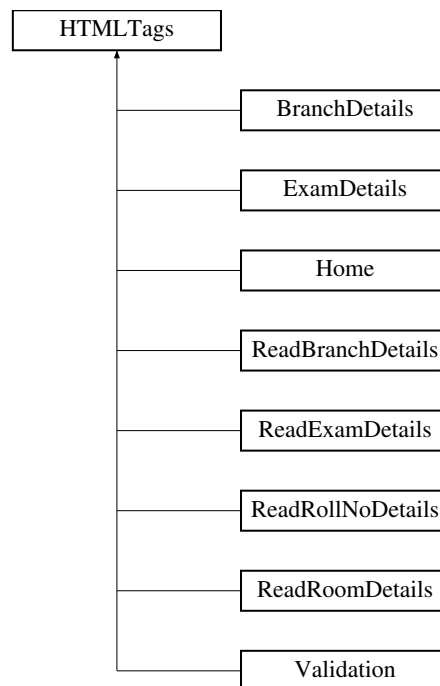 HTMLTags
BranchDetails
ExamDetails
Home
ReadBranchDetails
ReadExamDetails
ReadRollNoDetails
ReadRoomDetails
Validation